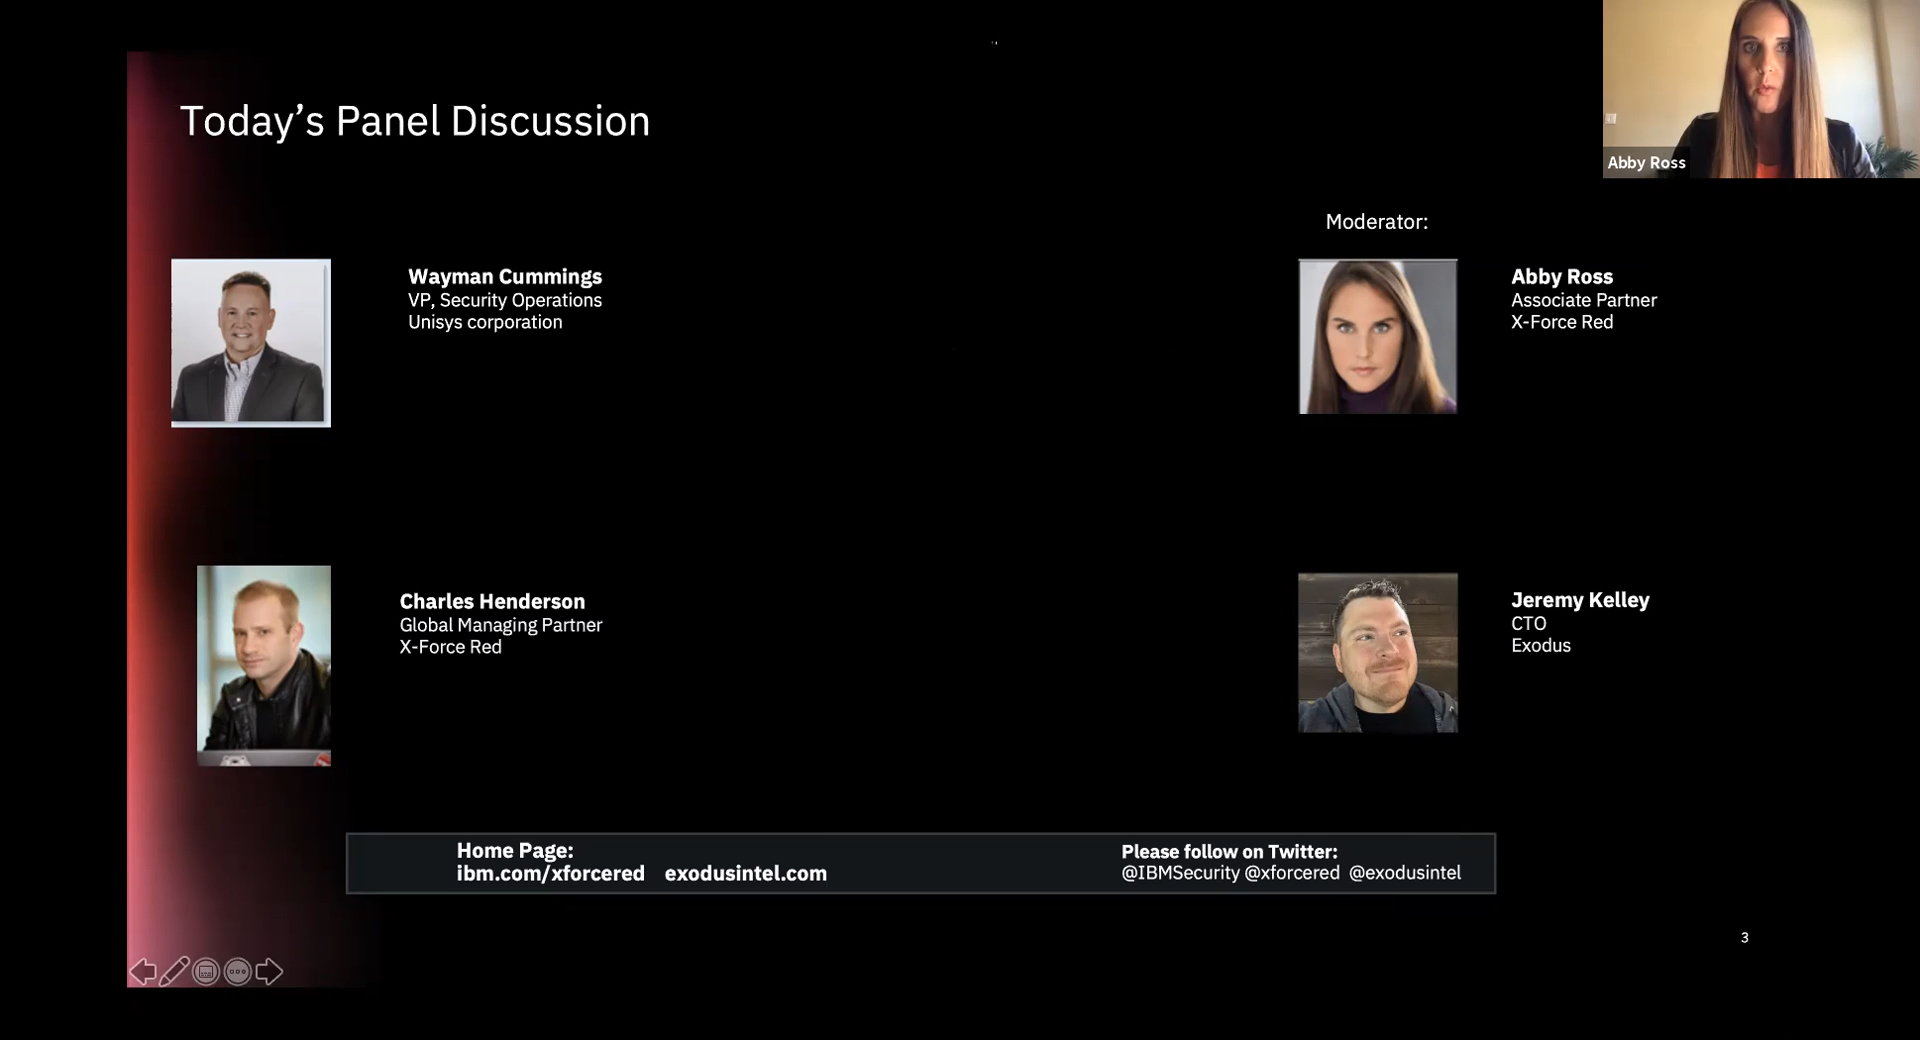 Today’s Panel Discussion
Abby Ross
Wayman Cummings
VP, Security Operations
Unisys corporation
Moderator:
Abby Ross
Associate Partner
X-Force Red
Charles Henderson
Global Managing Partner
X-Force Red
Jeremy Kelley
CTO
Exodus
Home Page:
ibm.com/xforcered exodusintel.com
Please follow on Twitter:
@IBMSecurity @xforcered @exodusintel
3